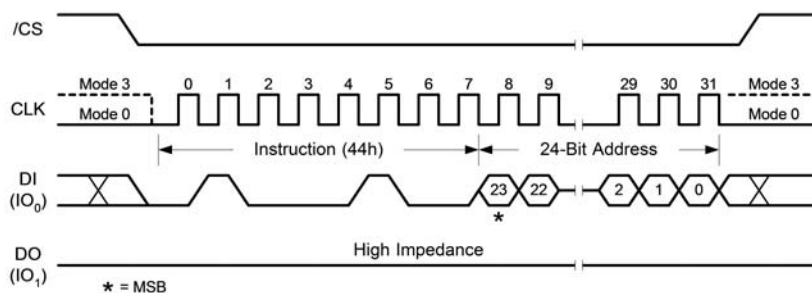 /CS
Mode 3 0 1 2 3 4 5 6 7 8 9 29 30 31 Mode 3
CLK Mode 0 Mode 0
Instruction (44h) 24-Bit Address
DI
(IO0) 23 22 2 1 0
*
High Impedance
DO
(IO1)
* = MSB